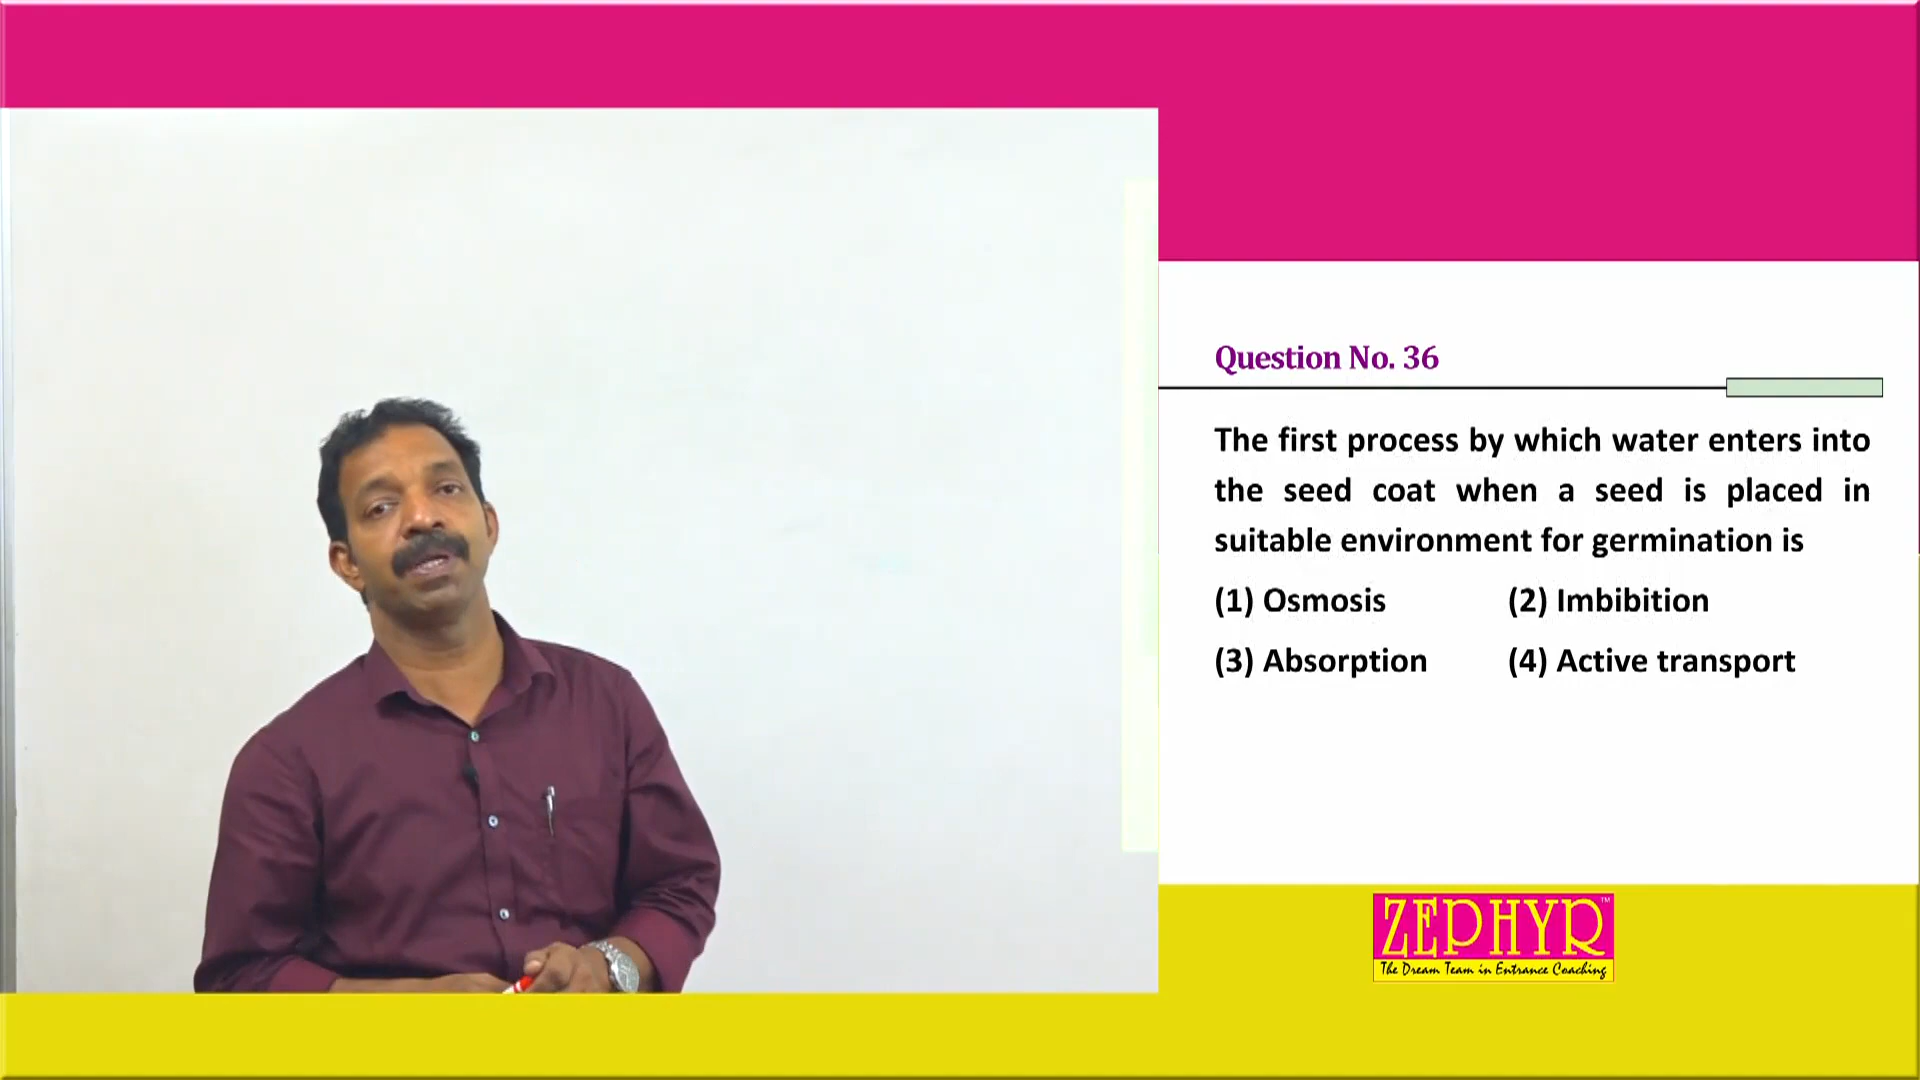 Question No. 36
The first process by which water enters into
the seed coat when a seed is placed in
suitable environment for germination is
(1) Osmosis (2) Imbibition
(3) Absorption (4) Active transport
ZEPHYR™
The Dream Team in Entrance Coaching